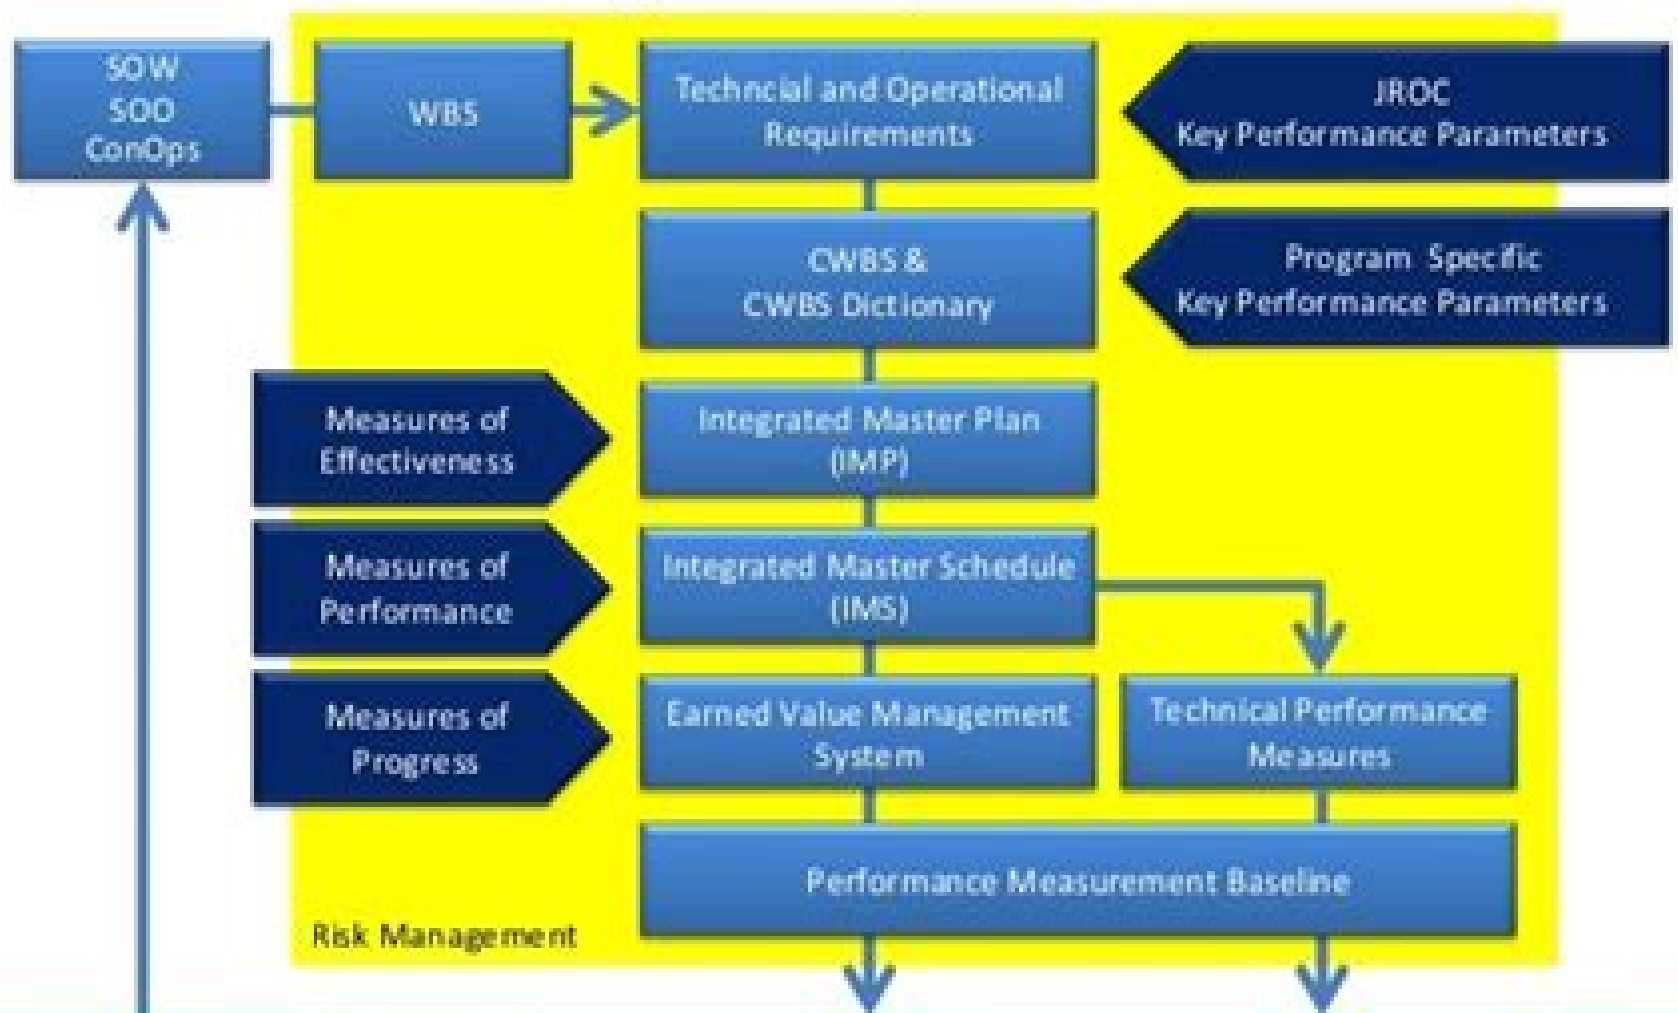 SOW
SOO
ConOps
WBS
Techncial and Operational
Requirements
JROC
Key Performance Parameters
CWBS &
CWBS Dictionary
Program Specific
Key Performance Parameters
Measures of
Effectiveness
Integrated Master Plan
(IMP)
Measures of
Performance
Integrated Master Schedule
(IMS)
Measures of
Progress
Earned Value Management
System
Technical Performance
Measures
Performance Measurement Baseline
Risk Management